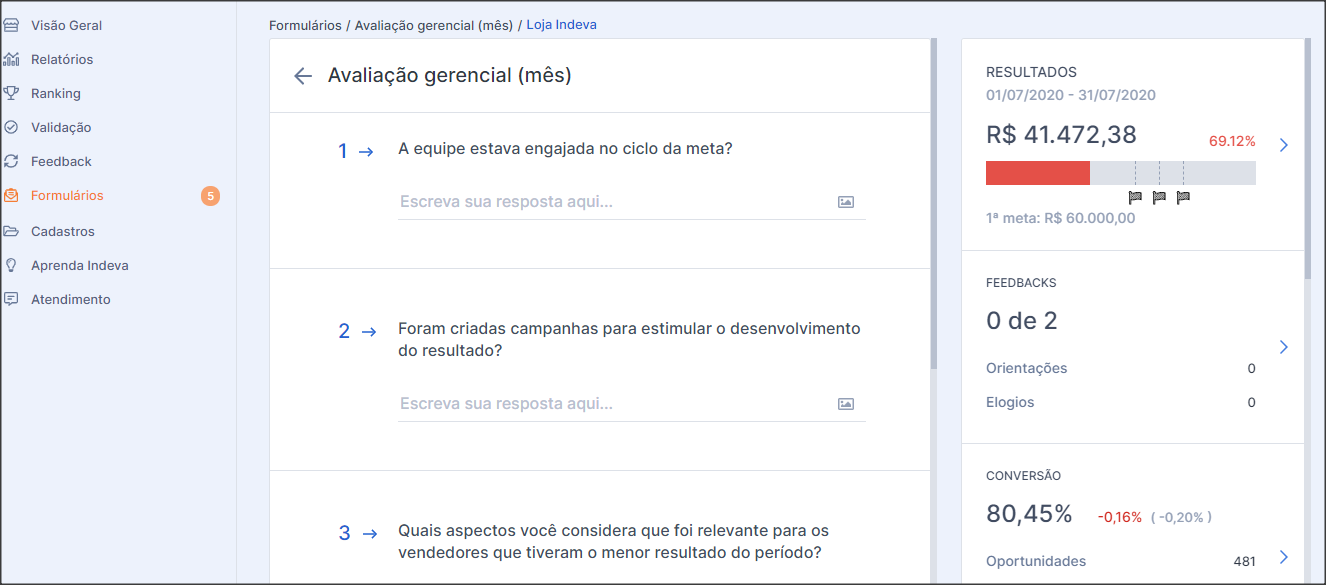 Visão Geral
Relatórios
Ranking
Validação
Feedback
Formulários 5
Cadastros
Aprenda Indeva
Atendimento
Formulários / Avaliação gerencial (mês) / Loja Indeva
Avaliação gerencial (mês)
1 → A equipe estava engajada no ciclo da meta?
Escreva sua resposta aqui...
2 → Foram criadas campanhas para estimular o desenvolvimento
do resultado?
Escreva sua resposta aqui...
3 → Quais aspectos você considera que foi relevante para os
vendedores que tiveram o menor resultado do período?
RESULTADOS
01/07/2020 - 31/07/2020
R$ 41.472,38 69.12%
1ª meta: R$ 60.000,00
FEEDBACKS
0 de 2
Orientações 0
Elogios 0
CONVERSÃO
80,45% -0,16% ( -0,20% )
Oportunidades 481